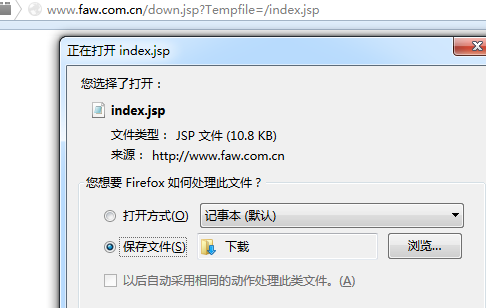 www.faw.com.cn/down.jsp?Tempfile=/index.jsp
正在打开 index.jsp
您选择了打开：
index.jsp
文件类型： JSP 文件 (10.8 KB)
来源： http://www.faw.com.cn
您想要 Firefox 如何处理此文件？
打开方式(O) 记事本 (默认)
保存文件(S) 下载 浏览...
以后自动采用相同的动作处理此类文件。(A)